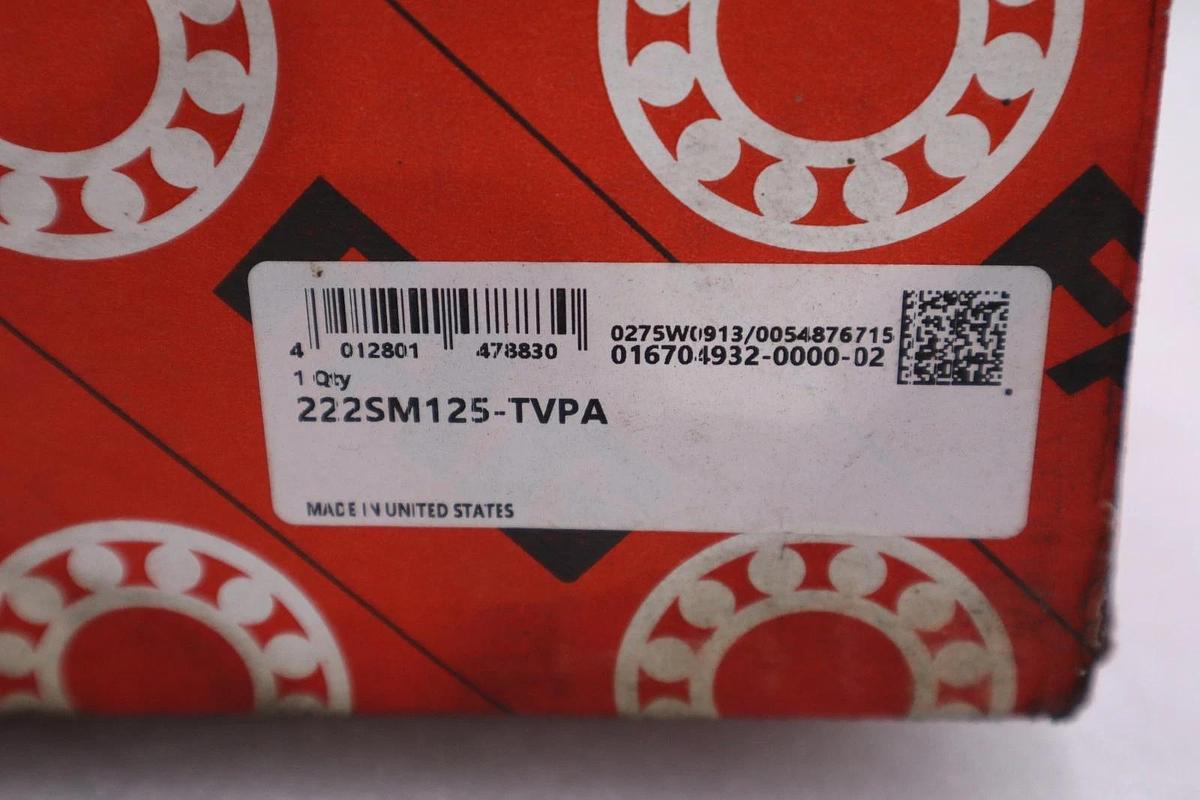 4 012801 478830
0275W0913/0054876715
016704932-0000-02
1 Qty
222SM125-TVPA
MADE IN UNITED STATES